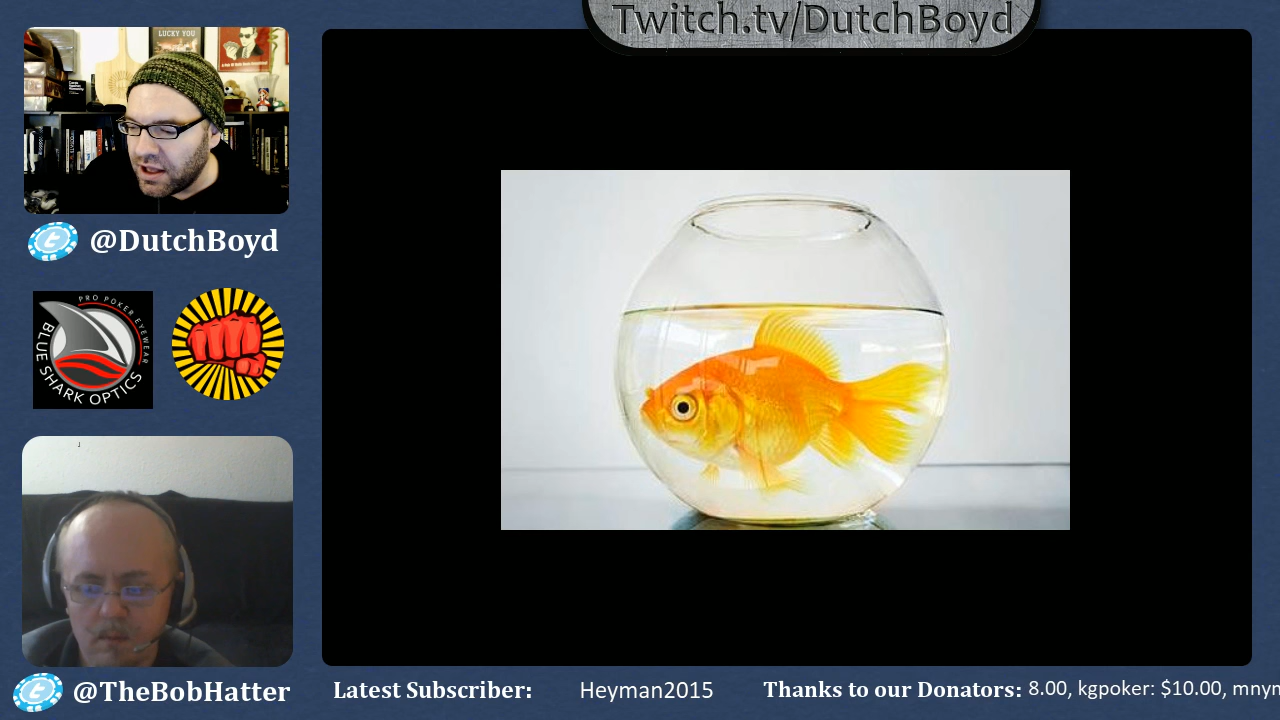 Twitch.tv/DutchBoyd
LUCKY YOU
@DutchBoyd
PRO POKER EYEWEAR
BLUE SHARK OPTICS
@TheBobHatter
Latest Subscriber: Heyman2015
Thanks to our Donators: 8.00, kgpoker: $10.00, mnyn